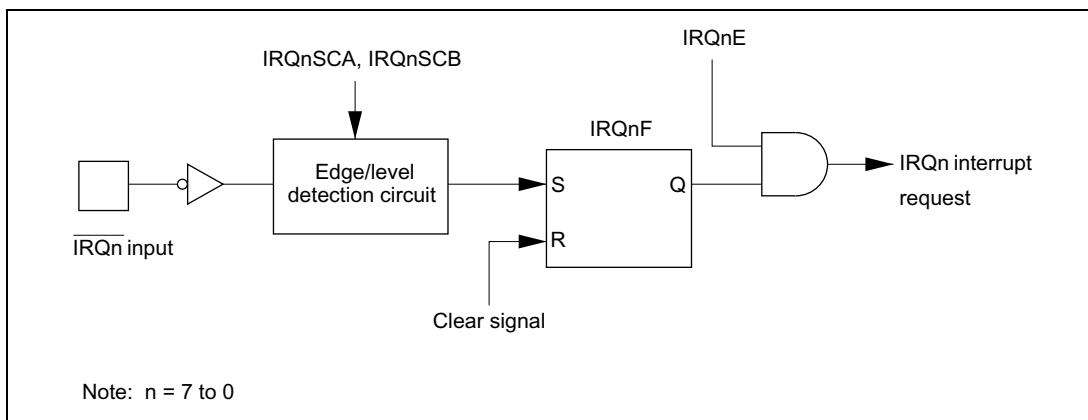 IRQnE
IRQnSCA, IRQnSCB
IRQnF
Edge/level
detection circuit
S
Q
R
IRQn interrupt
request
IRQn input
Clear signal
Note: n = 7 to 0